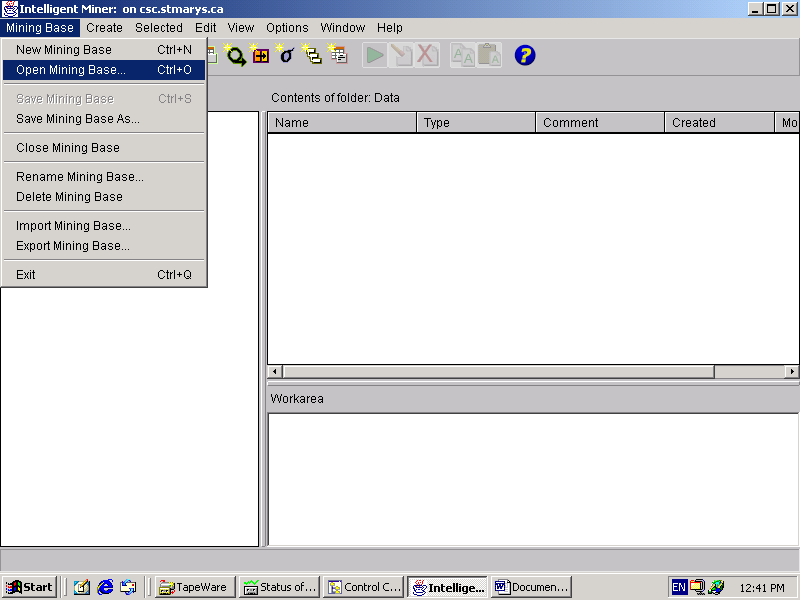 Intelligent Miner: on csc.stmarys.ca
Mining Base Create Selected Edit View Options Window Help
New Mining Base Ctrl+N
Open Mining Base... Ctrl+O
Save Mining Base Ctrl+S
Save Mining Base As...
Close Mining Base
Rename Mining Base...
Delete Mining Base
Import Mining Base...
Export Mining Base...
Exit Ctrl+Q
Contents of folder: Data
Name Type Comment Created Mo
Workarea
Start TapeWare Status of... Control C... Intellige... Documen... EN 12:41 PM